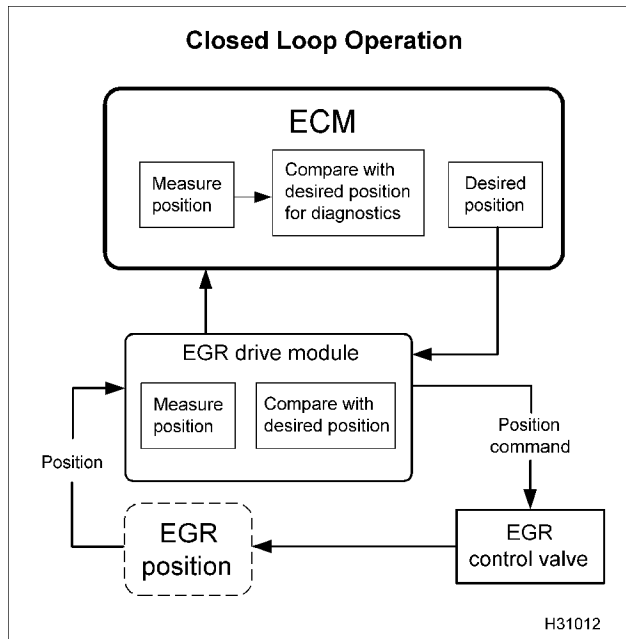 Closed Loop Operation
ECM
Measure
position
Compare with
desired position
for diagnostics
Desired
position
EGR drive module
Measure
position
Compare with
desired position
Position
Position
command
EGR
position
EGR
control valve
H31012